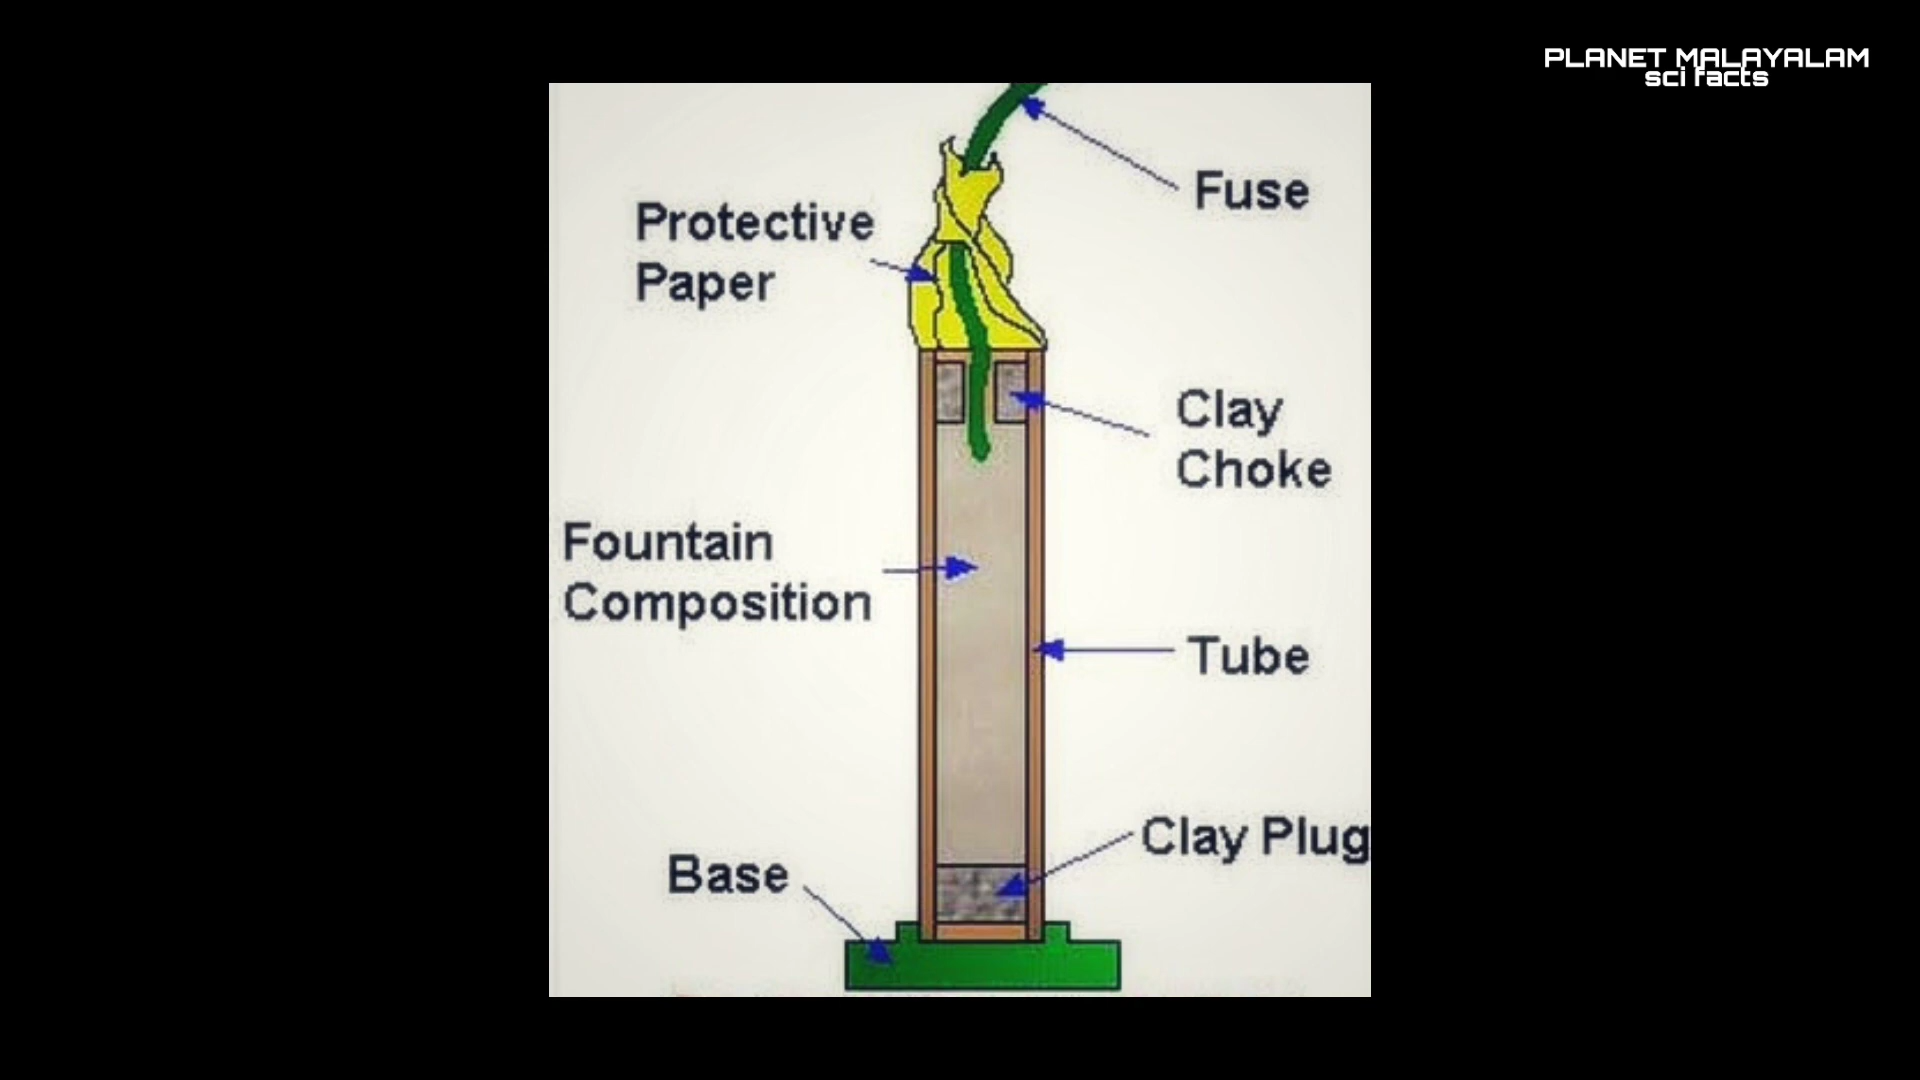 PLANET MALAYALAM
sci facts
Fuse
Protective
Paper
Clay
Choke
Fountain
Composition
Tube
Clay Plug
Base